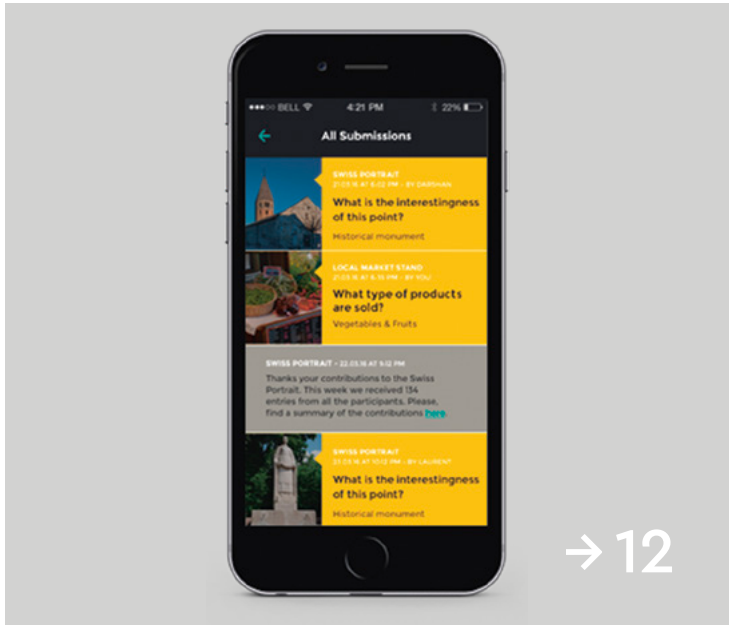 BELL 4:21 PM 22%
← All Submissions
SWISS PORTRAIT
21.03.16 AT 6:02 PM - BY DARSHAN
What is the interestingness
of this point?
Historical monument
LOCAL MARKET STAND
21.03.16 AT - BY YOU
What type of products
are sold?
Vegetables & Fruits
SWISS PORTRAIT - 22.03.16 AT 9:12 PM
Thanks your contributions to the Swiss
Portrait. This week we received 134
entries from all the participants. Please,
find a summary of the contributions here.
SWISS PORTRAIT
23.03.16 AT 10:12 PM - BY LAURENT
What is the interestingness
of this point?
Historical monument
→ 12